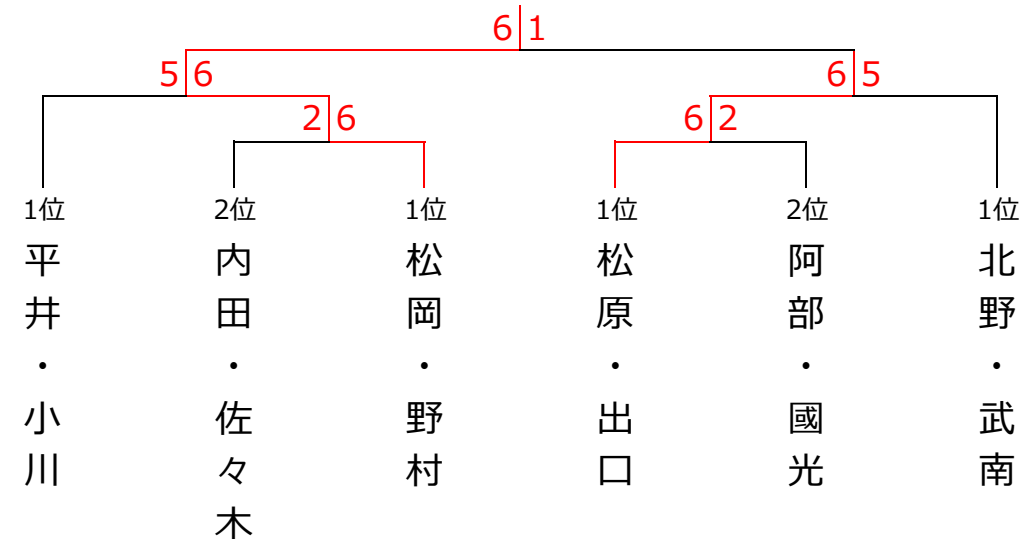 6 1
5 6
6 5
2 6
6 2
1位
2位
1位
1位
2位
1位
平井・小川
内田・佐々木
松岡・野村
松原・出口
阿部・國光
北野・武南